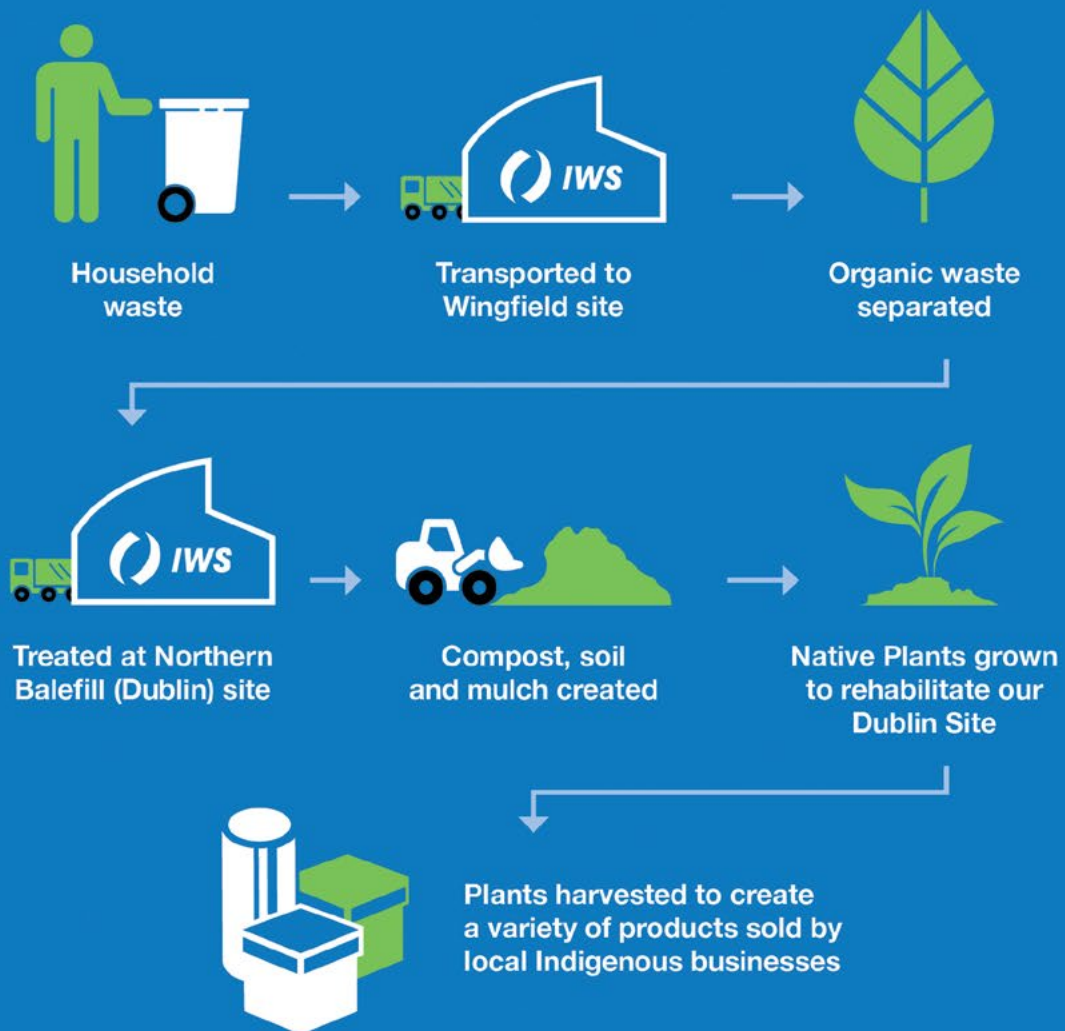 IWS
Household
waste
Transported to
Wingfield site
Organic waste
separated
IWS
Treated at Northern
Balefill (Dublin) site
Compost, soil
and mulch created
Native Plants grown
to rehabilitate our
Dublin Site
Plants harvested to create
a variety of products sold by
local Indigenous businesses